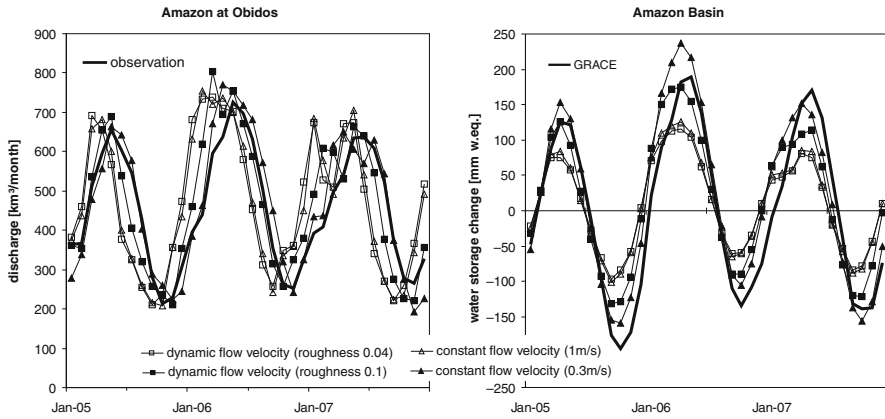 Amazon at Obidos
900
800
700
600
500
400
300
200
100
0
discharge [km³/month]
observation
Jan-05
Jan-06
Jan-07
Amazon Basin
250
200
150
100
50
0
−50
−100
−150
−200
−250
water storage change [mm w.eq.]
GRACE
Jan-05
Jan-06
Jan-07
dynamic flow velocity (roughness 0.04)
constant flow velocity (1m/s)
dynamic flow velocity (roughness 0.1)
constant flow velocity (0.3m/s)